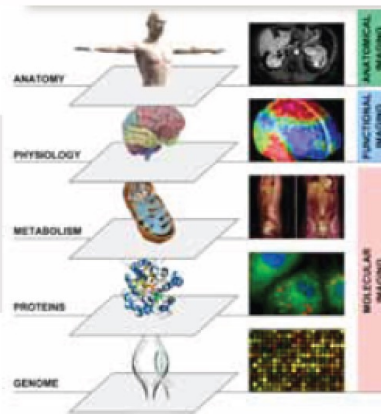 ANATOMY
PHYSIOLOGY
METABOLISM
PROTEINS
GENOME
ANATOMICAL
IMAGING
FUNCTIONAL
IMAGING
MOLECULAR
IMAGING